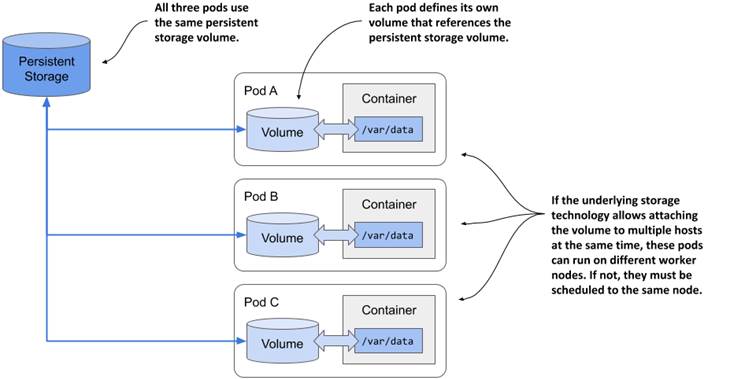 All three pods use
the same persistent
storage volume.
Each pod defines its own
volume that references the
persistent storage volume.
Persistent
Storage
Pod A
Container
Volume
/var/data
Pod B
Container
Volume
/var/data
Pod C
Container
Volume
/var/data
If the underlying storage
technology allows attaching
the volume to multiple hosts
at the same time, these pods
can run on different worker
nodes. If not, they must be
scheduled to the same node.